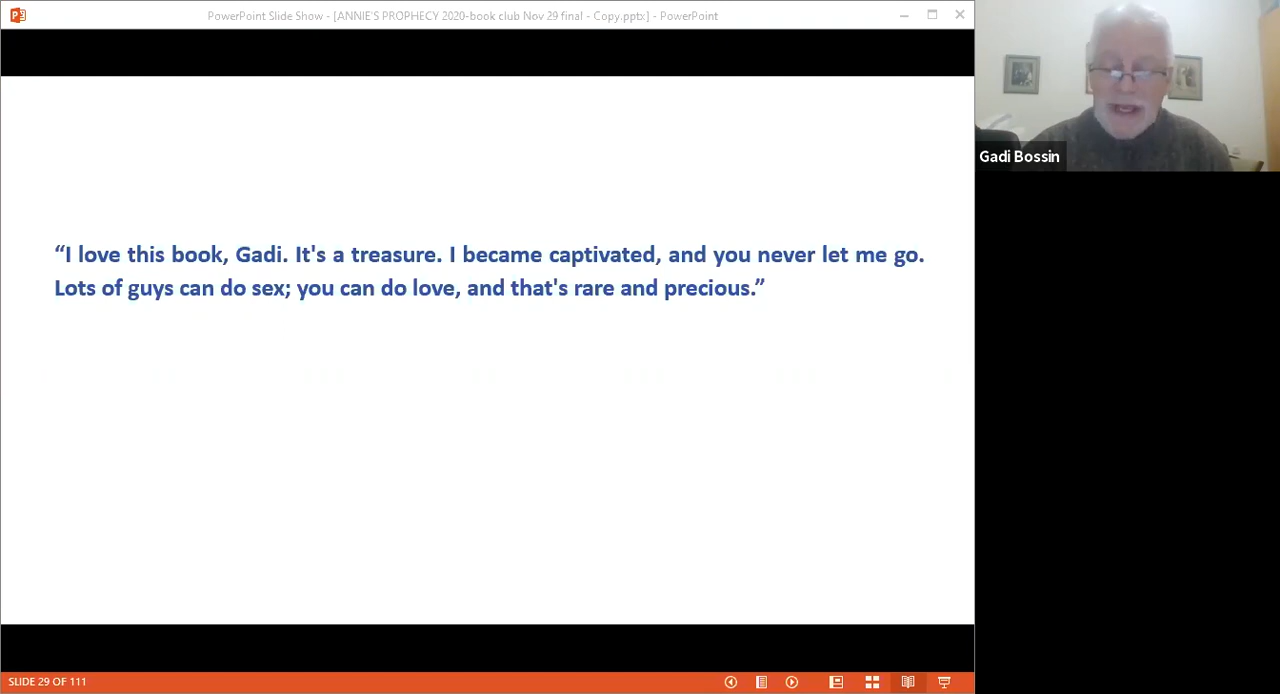 PowerPoint Slide Show - [ANNIE'S PROPHECY 2020-book club Nov 29 final - Copy.pptx:] - PowerPoint
Gadi Bossin
“I love this book, Gadi. It's a treasure. I became captivated, and you never let me go.
Lots of guys can do sex; you can do love, and that's rare and precious.”
SLIDE 29 OF 111